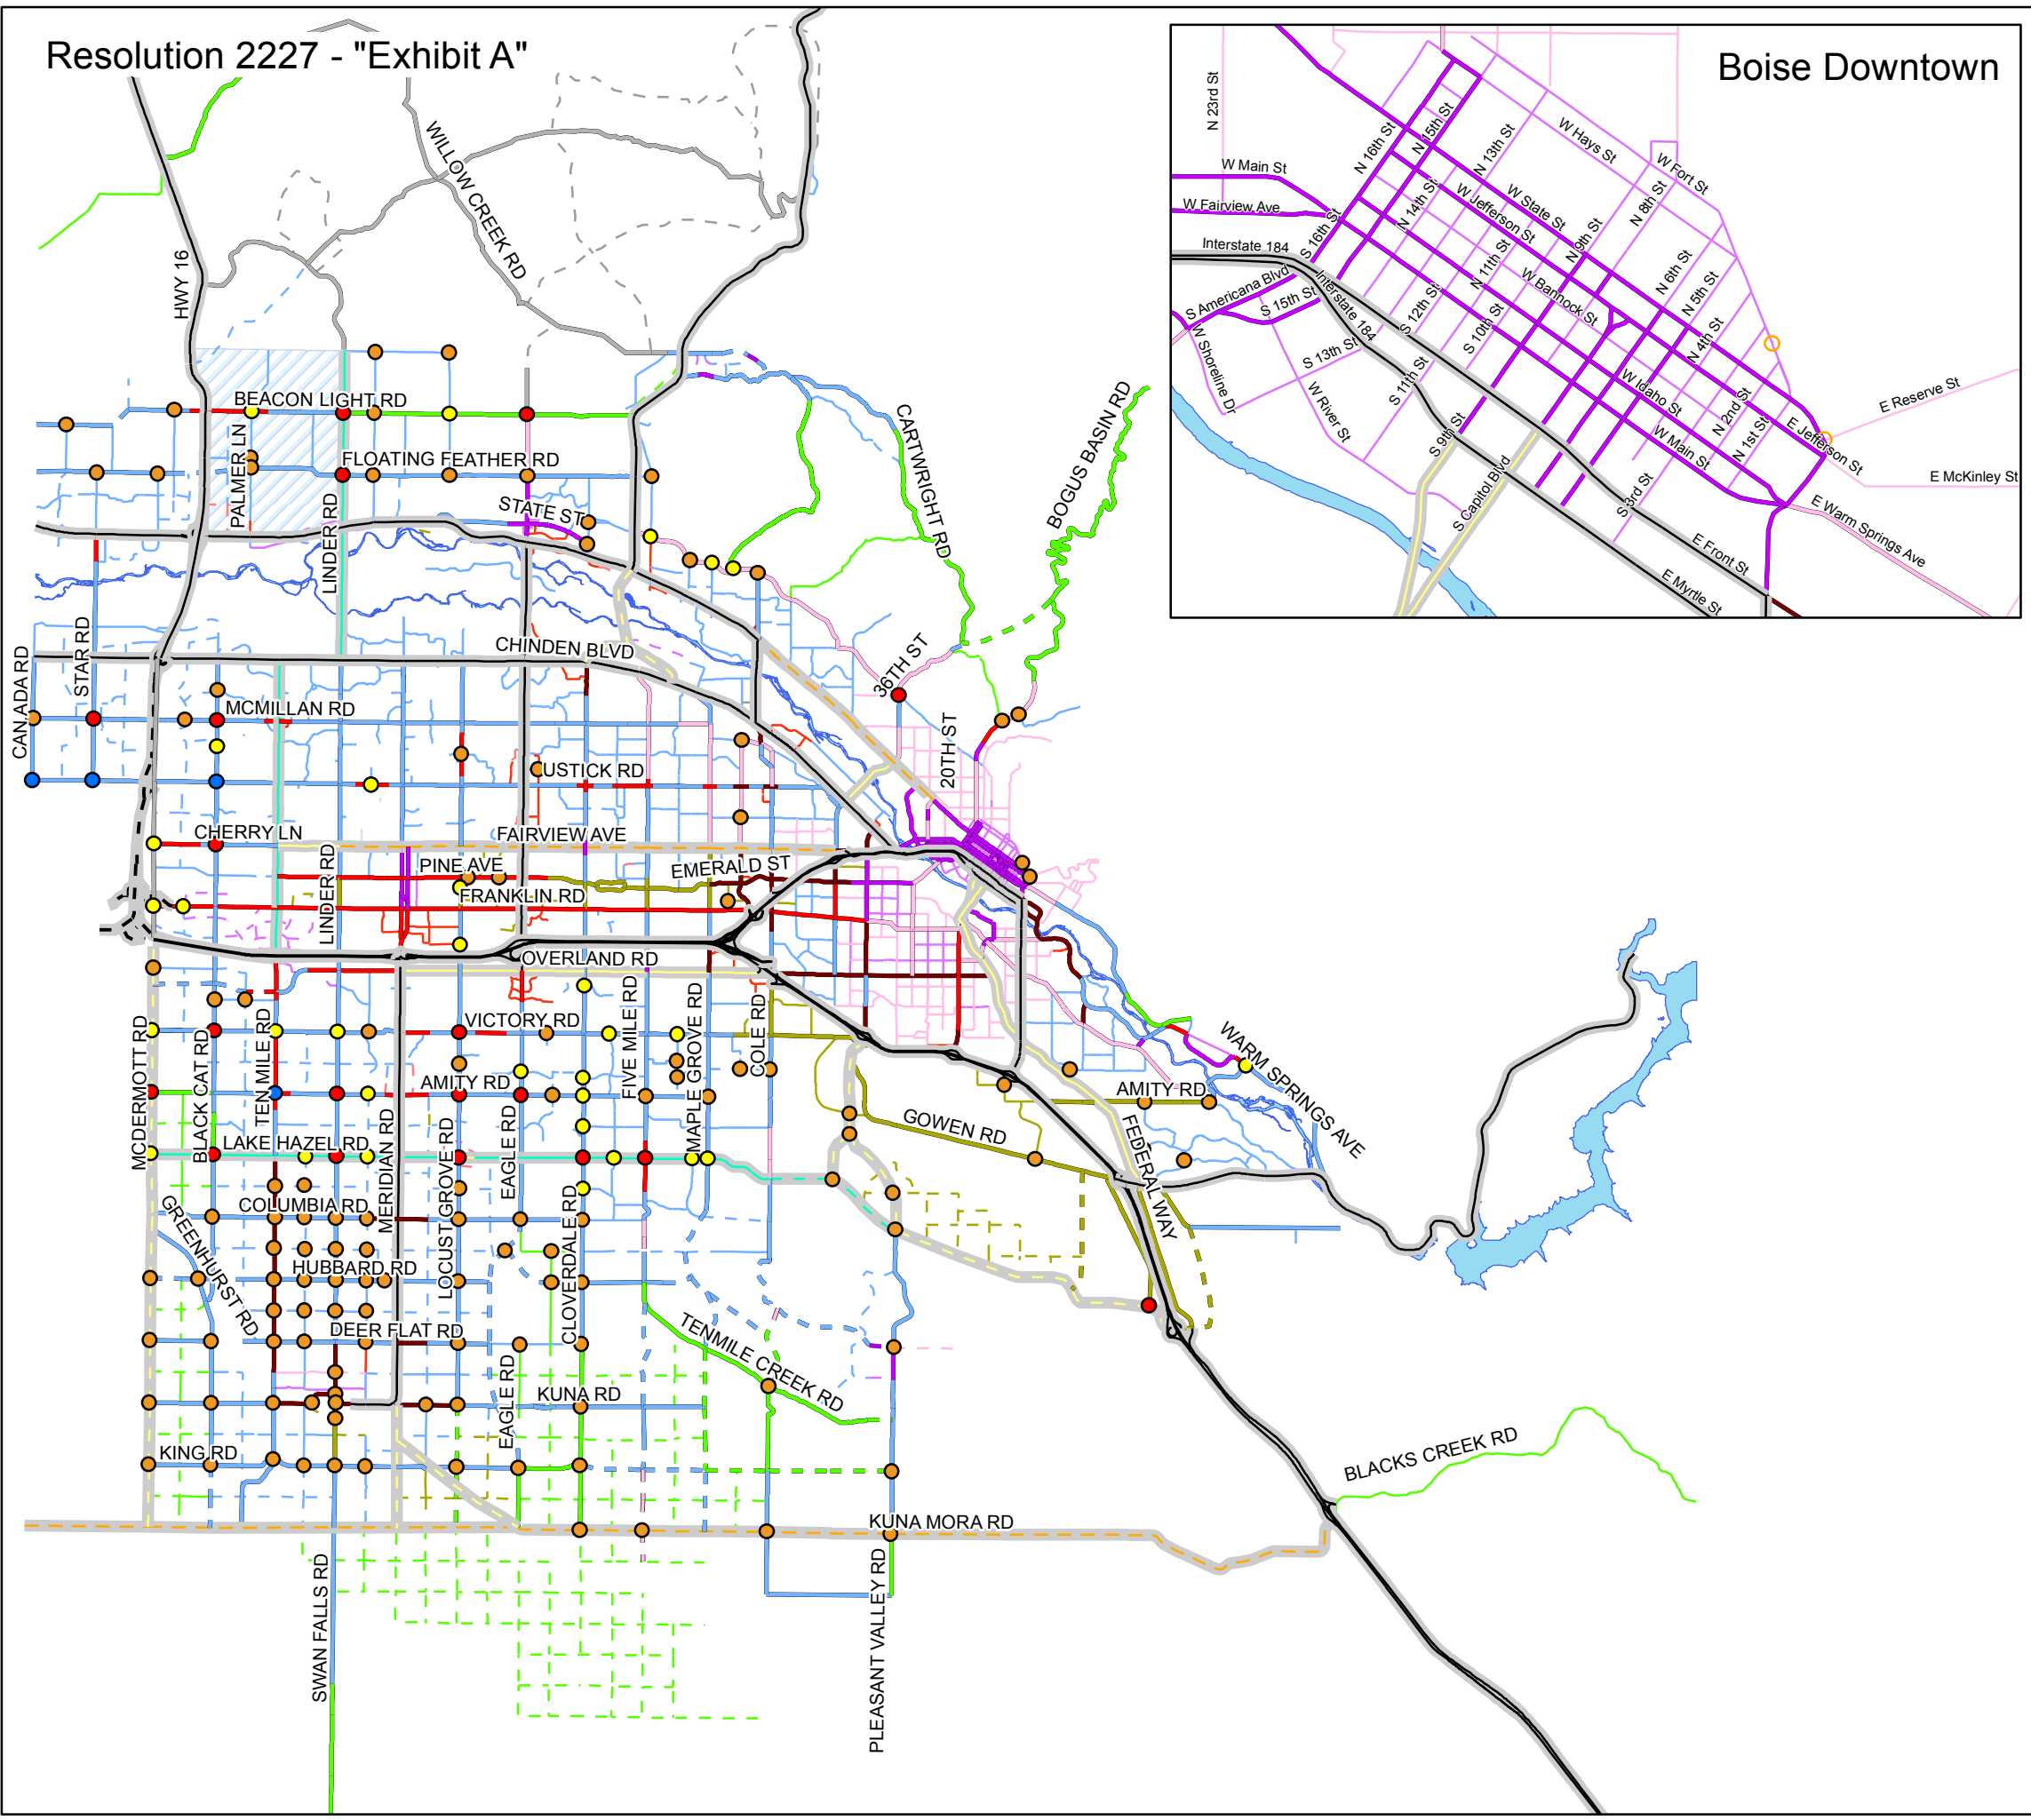 Resolution 2227 - "Exhibit A"
Boise Downtown
N 23rd St
W Main St
W Fairview Ave
Interstate 184
S Americana Blvd
S 15th St
Interstate 184
W Shoreline Dr
S 13th St
W River St
S 16th St
N 16th St
N 15th St
N 13th St
W Hays St
W Fort St
N 8th St
W State St
W Jefferson St
N 14th St
N 9th St
N 11th St
W Bannock St
N 6th St
N 5th St
N 4th St
S 12th St
S 10th St
S 11th St
S 9th St
S Capitol Blvd
W Idaho St
W Main St
N 2nd St
N 1st St
E Jefferson St
E Reserve St
E McKinley St
E Warm Springs Ave
S 3rd St
E Front St
E Myrtle St
HWY 16
WILLOW CREEK RD
BEACON LIGHT RD
PALMER LN
FLOATING FEATHER RD
LINDER RD
STATE ST
CARTWRIGHT RD
BOGUS BASIN RD
CAN ADA RD
STAR RD
CHINDEN BLVD
36TH ST
MCMILLAN RD
20TH ST
USTICK RD
CHERRY LN
FAIRVIEW AVE
LINDER RD
PINE AVE
EMERALD ST
FRANKLIN RD
OVERLAND RD
MCDERMOTT RD
BLACK CAT RD
TEN MILE RD
VICTORY RD
FIVE MILE RD
MAPLE GROVE RD
COLE RD
WARM SPRINGS AVE
AMITY RD
AMITY RD
EAGLE RD
GOWEN RD
FEDERAL WAY
LAKE HAZEL RD
MERIDIAN RD
LOCUST GROVE RD
COLUMBIA RD
GREENHURST RD
HUBBARD RD
CLOVERDALE RD
DEER FLAT RD
TENMILE CREEK RD
EAGLE RD
KUNA RD
KING RD
BLACKS CREEK RD
KUNA MORA RD
SWAN FALLS RD
PLEASANT VALLEY RD